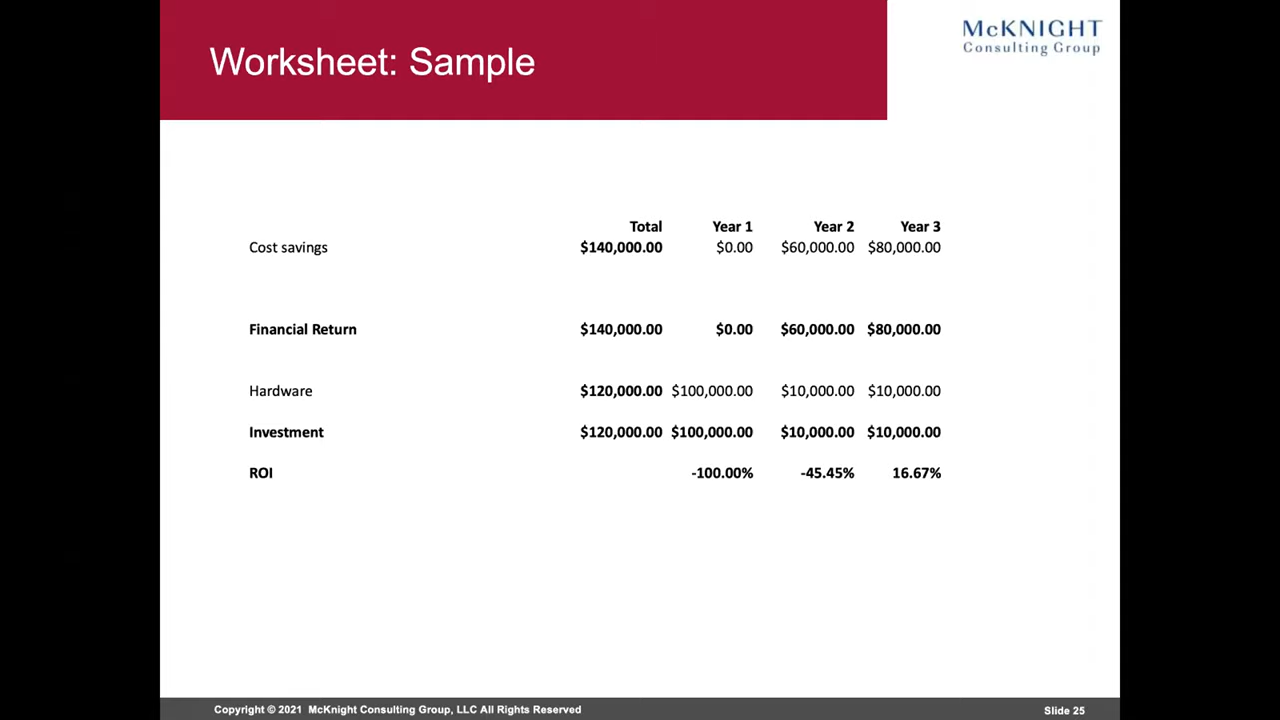 Worksheet: Sample
McKNIGHT
Consulting Group
Total Year 1 Year 2 Year 3
Cost savings $140,000.00 $0.00 $60,000.00 $80,000.00
Financial Return $140,000.00 $0.00 $60,000.00 $80,000.00
Hardware $120,000.00 $100,000.00 $10,000.00 $10,000.00
Investment $120,000.00 $100,000.00 $10,000.00 $10,000.00
ROI -100.00% -45.45% 16.67%
Copyright © 2021 McKnight Consulting Group, LLC All Rights Reserved Slide 25